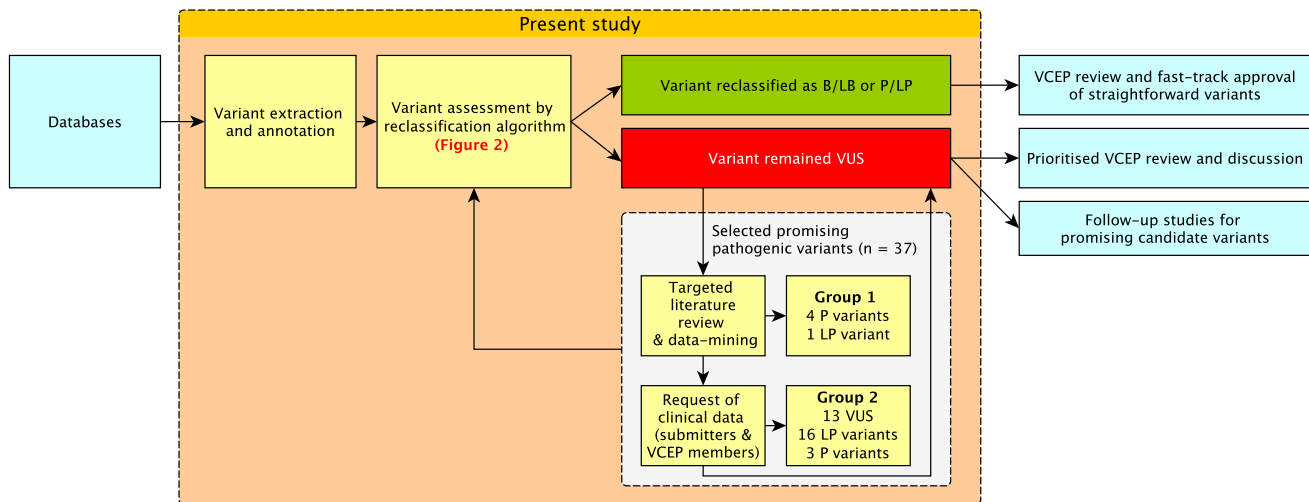 Present study
Databases
Variant extraction
and annotation
Variant assessment by
reclassification algorithm
(Figure 2)
Variant reclassified as B/LB or P/LP
Variant remained VUS
VCEP review and fast-track approval
of straightforward variants
Prioritised VCEP review and discussion
Follow-up studies for
promising candidate variants
Selected promising
pathogenic variants (n = 37)
Targeted
literature
review
& data-mining
Group 1
4 P variants
1 LP variant
Request of
clinical data
(submitters &
VCEP members)
Group 2
13 VUS
16 LP variants
3 P variants